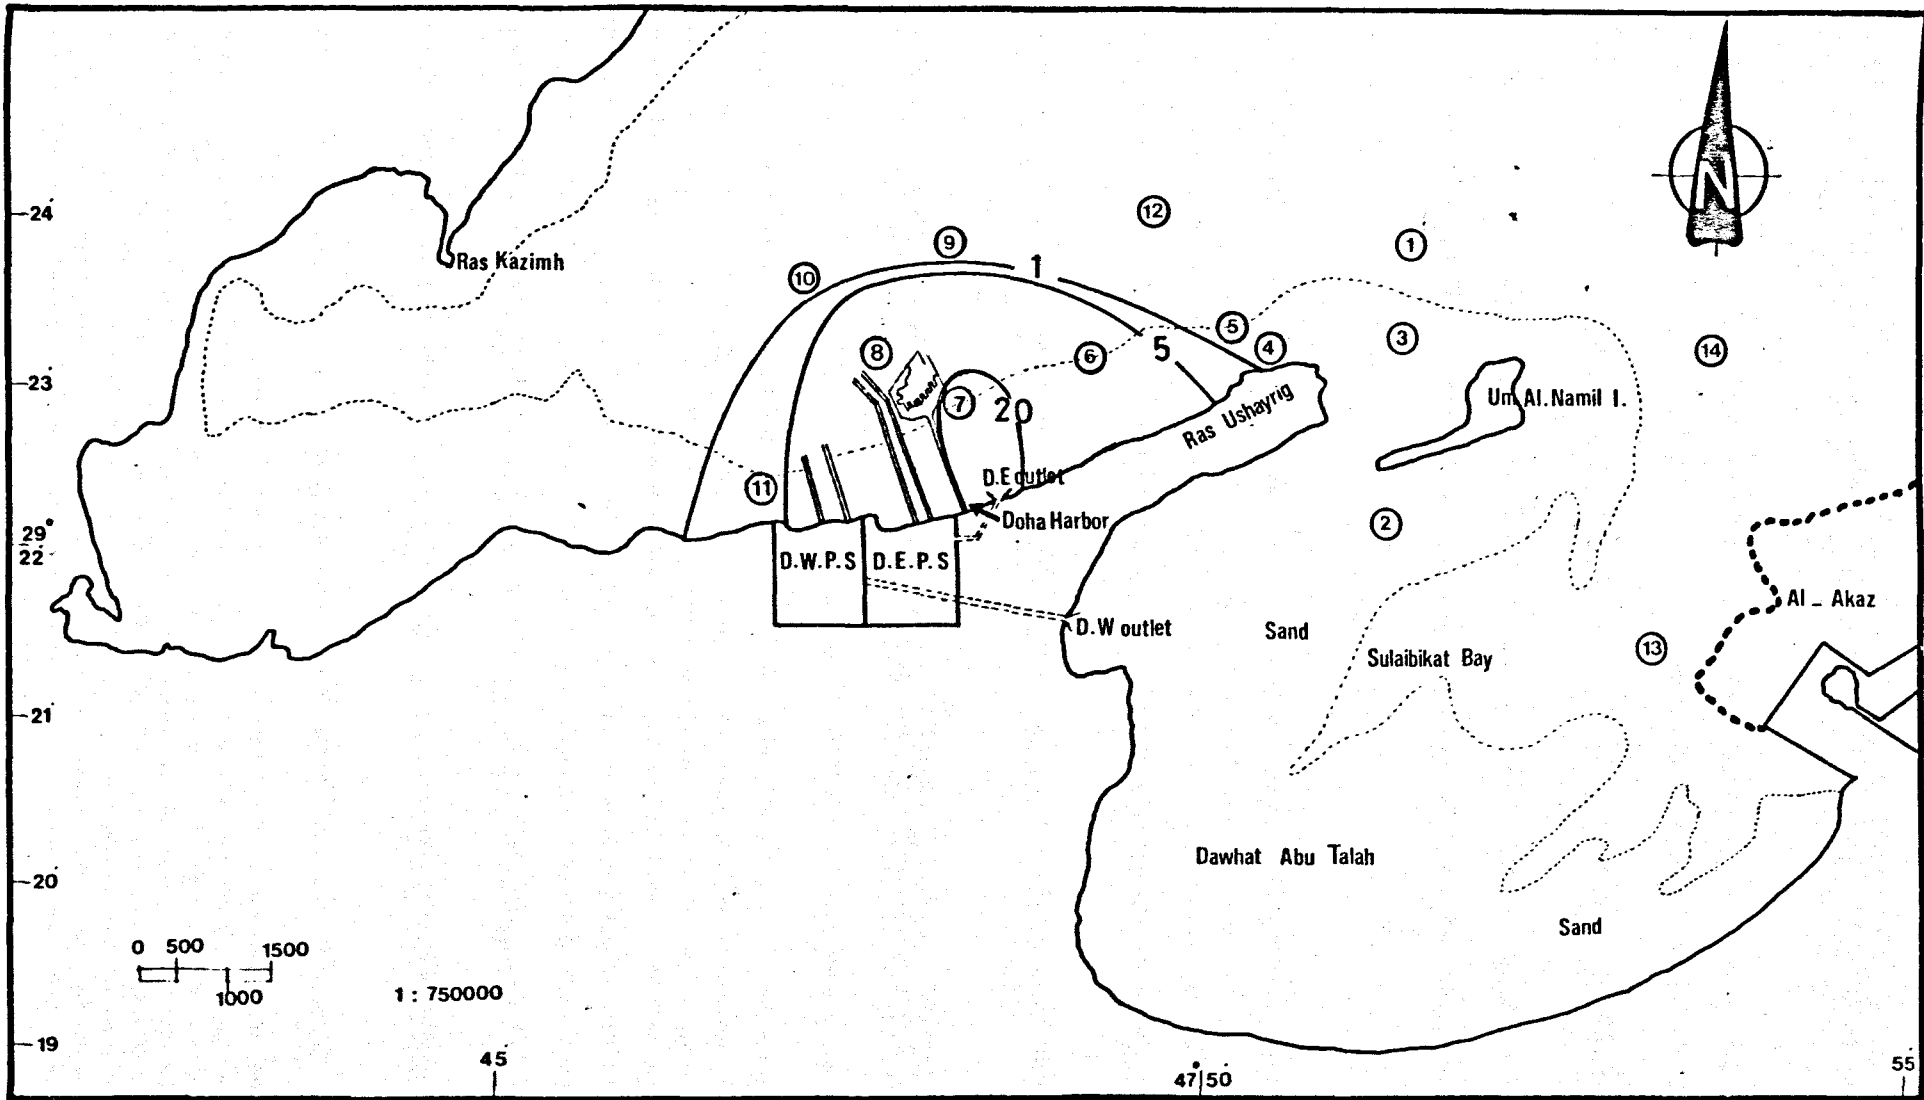 N
24
12
1
9
Ras Kazimh
10
1
5
4
3
14
8
6
5
23
7
20
Um Al.Namil I.
Ras Ushayrig
11
D.E outlet
Doha Harbor
2
29°
22
D.W.P.S
D.E.P.S
Al - Akaz
D.W outlet
Sand
13
Sulaibikat Bay
21
Dawhat Abu Talah
20
Sand
0 500 1500
1000
1 : 750000
19
45
47° 50
55